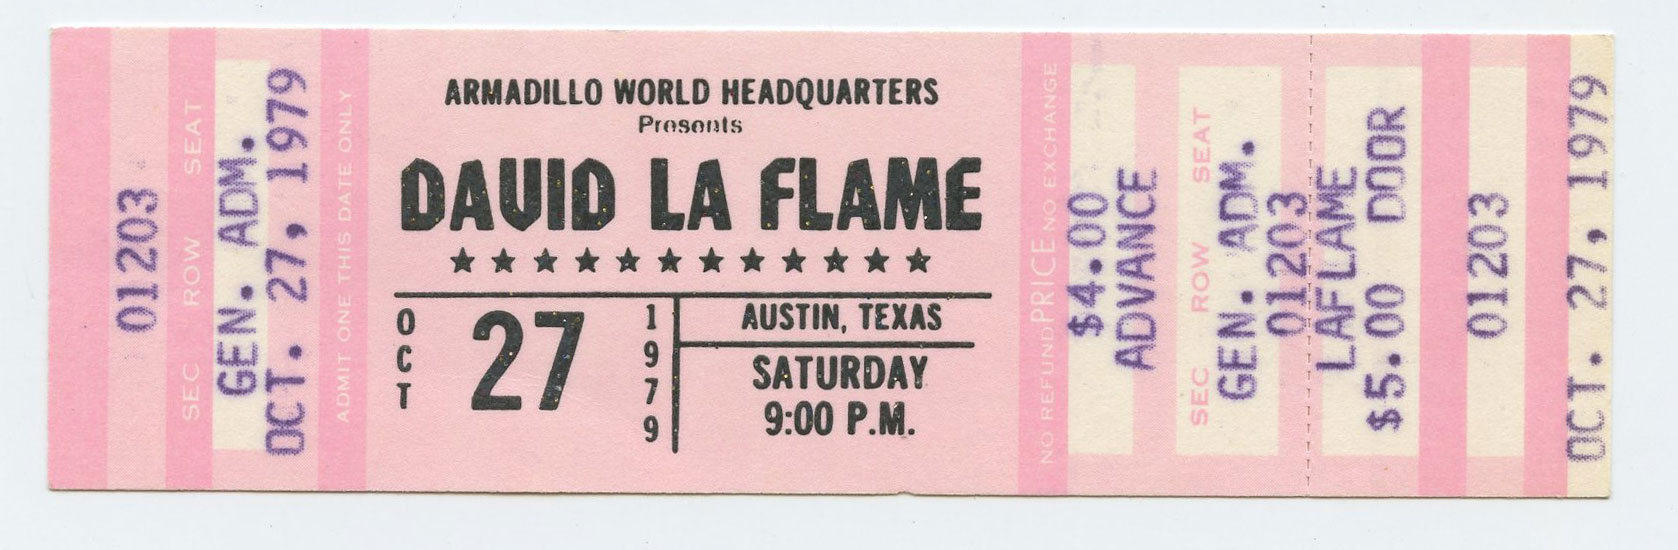 01203
SEC ROW SEAT
GEN. ADM.
OCT. 27, 1979
ADMIT ONE THIS DATE ONLY
ARMADILLO WORLD HEADQUARTERS
Presents
DAVID LA FLAME
★ ★ ★ ★ ★ ★ ★ ★ ★ ★ ★ ★
OCT
27
1979
AUSTIN, TEXAS
SATURDAY
9:00 P.M.
NO REFUND PRICE NO EXCHANGE
$4.00
ADVANCE
SEC ROW SEAT
GEN. ADM.
01203
LAFLAME
$5.00 DOOR
01203
OCT. 27, 1979